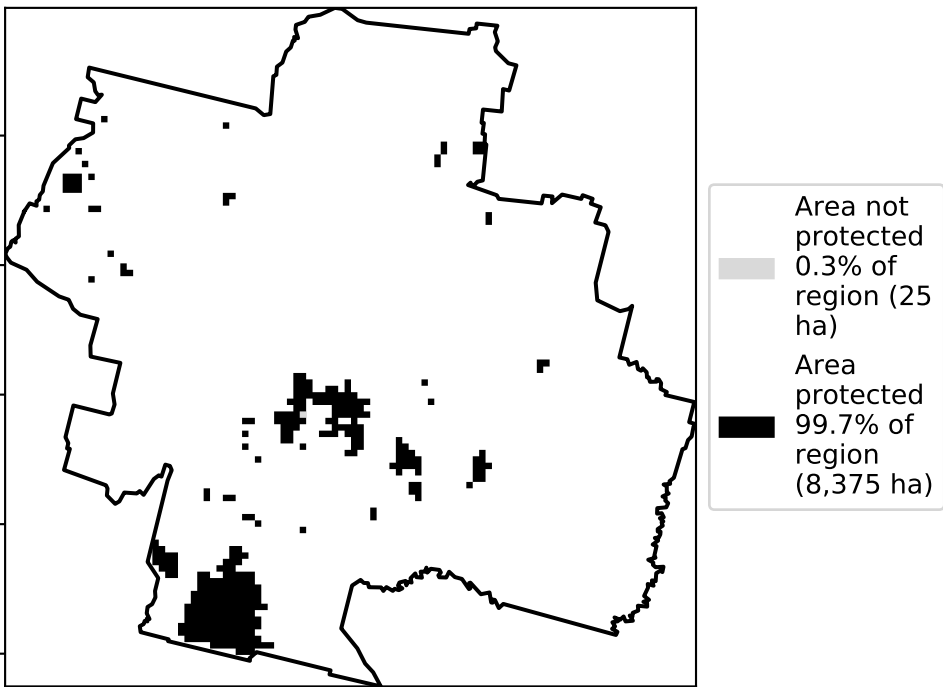 Area not
protected
0.3% of
region (25
ha)
Area
protected
99.7% of
region
(8,375 ha)